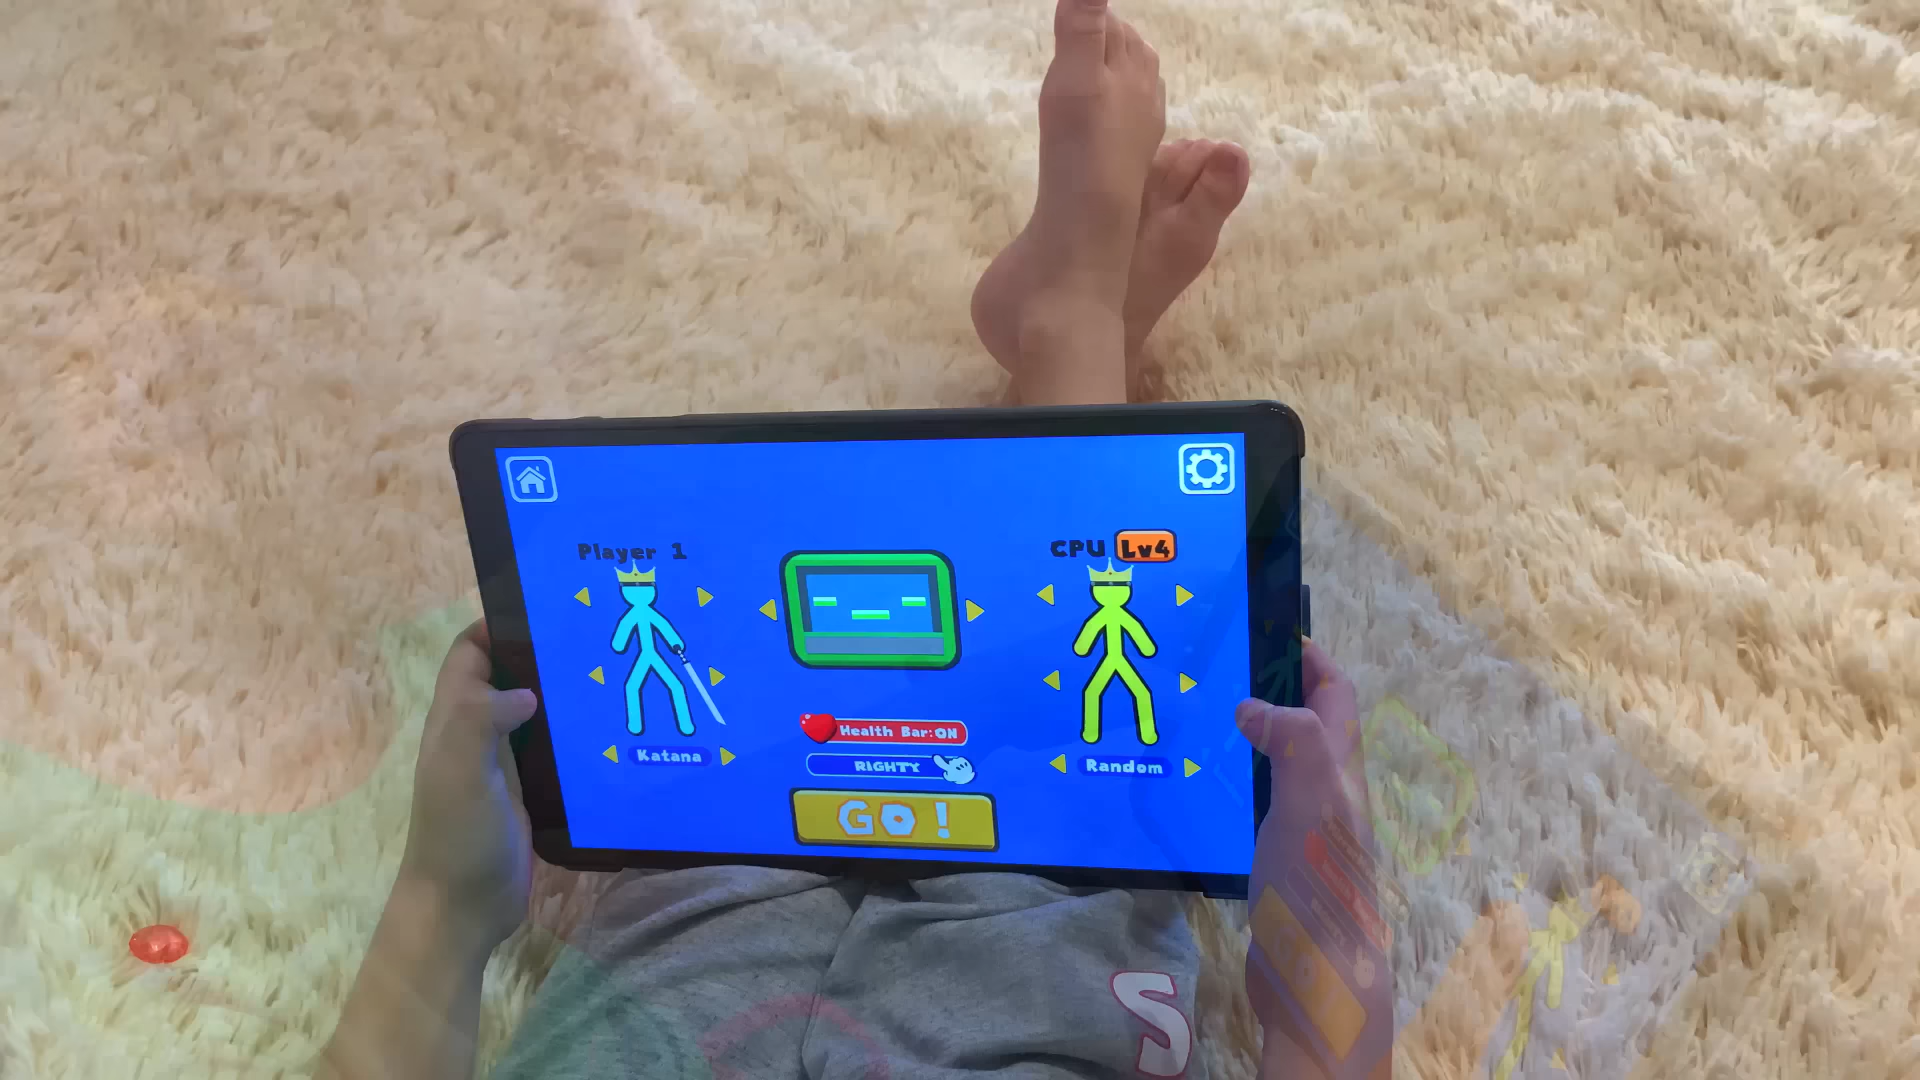 Player 1
CPU Lv4
Health Bar:ON
RIGHTY
Katana
Random
GO!
S